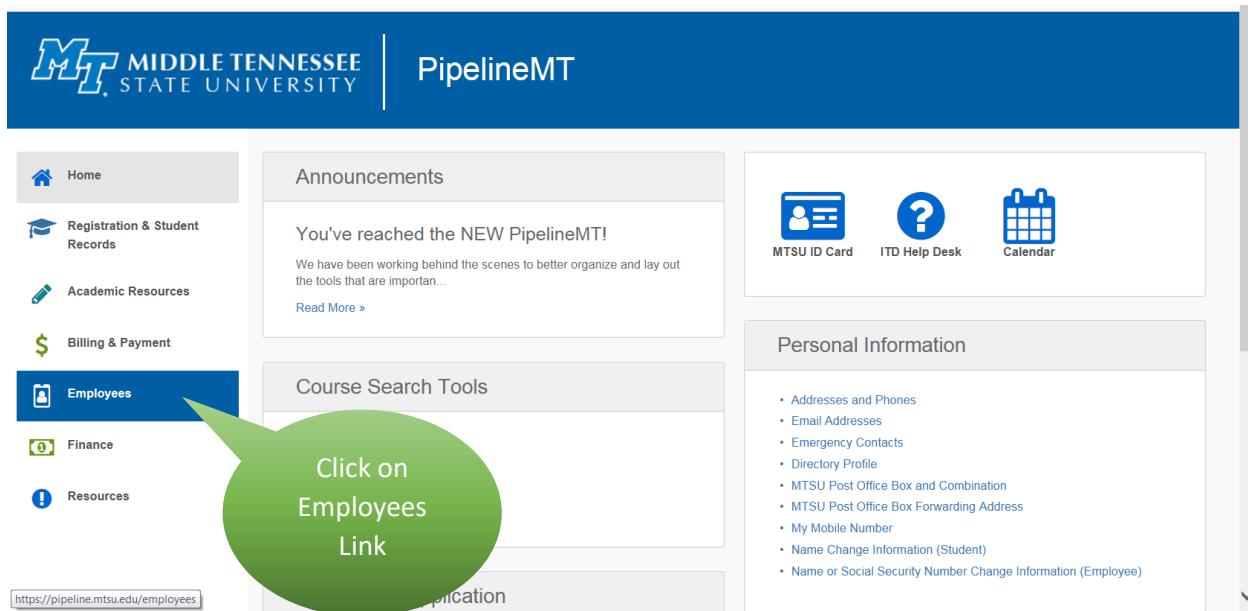 MT MIDDLE TENNESSEE
STATE UNIVERSITY
PipelineMT
Home
Registration & Student
Records
Academic Resources
Billing & Payment
Employees
Finance
Resources
https://pipeline.mtsu.edu/employees
Announcements
You've reached the NEW PipelineMT!
We have been working behind the scenes to better organize and lay out
the tools that are importan...
Read More »
Course Search Tools
Click on
Employees
Link
MTSU ID Card
ITD Help Desk
Calendar
Personal Information
• Addresses and Phones
• Email Addresses
• Emergency Contacts
• Directory Profile
• MTSU Post Office Box and Combination
• MTSU Post Office Box Forwarding Address
• My Mobile Number
• Name Change Information (Student)
• Name or Social Security Number Change Information (Employee)